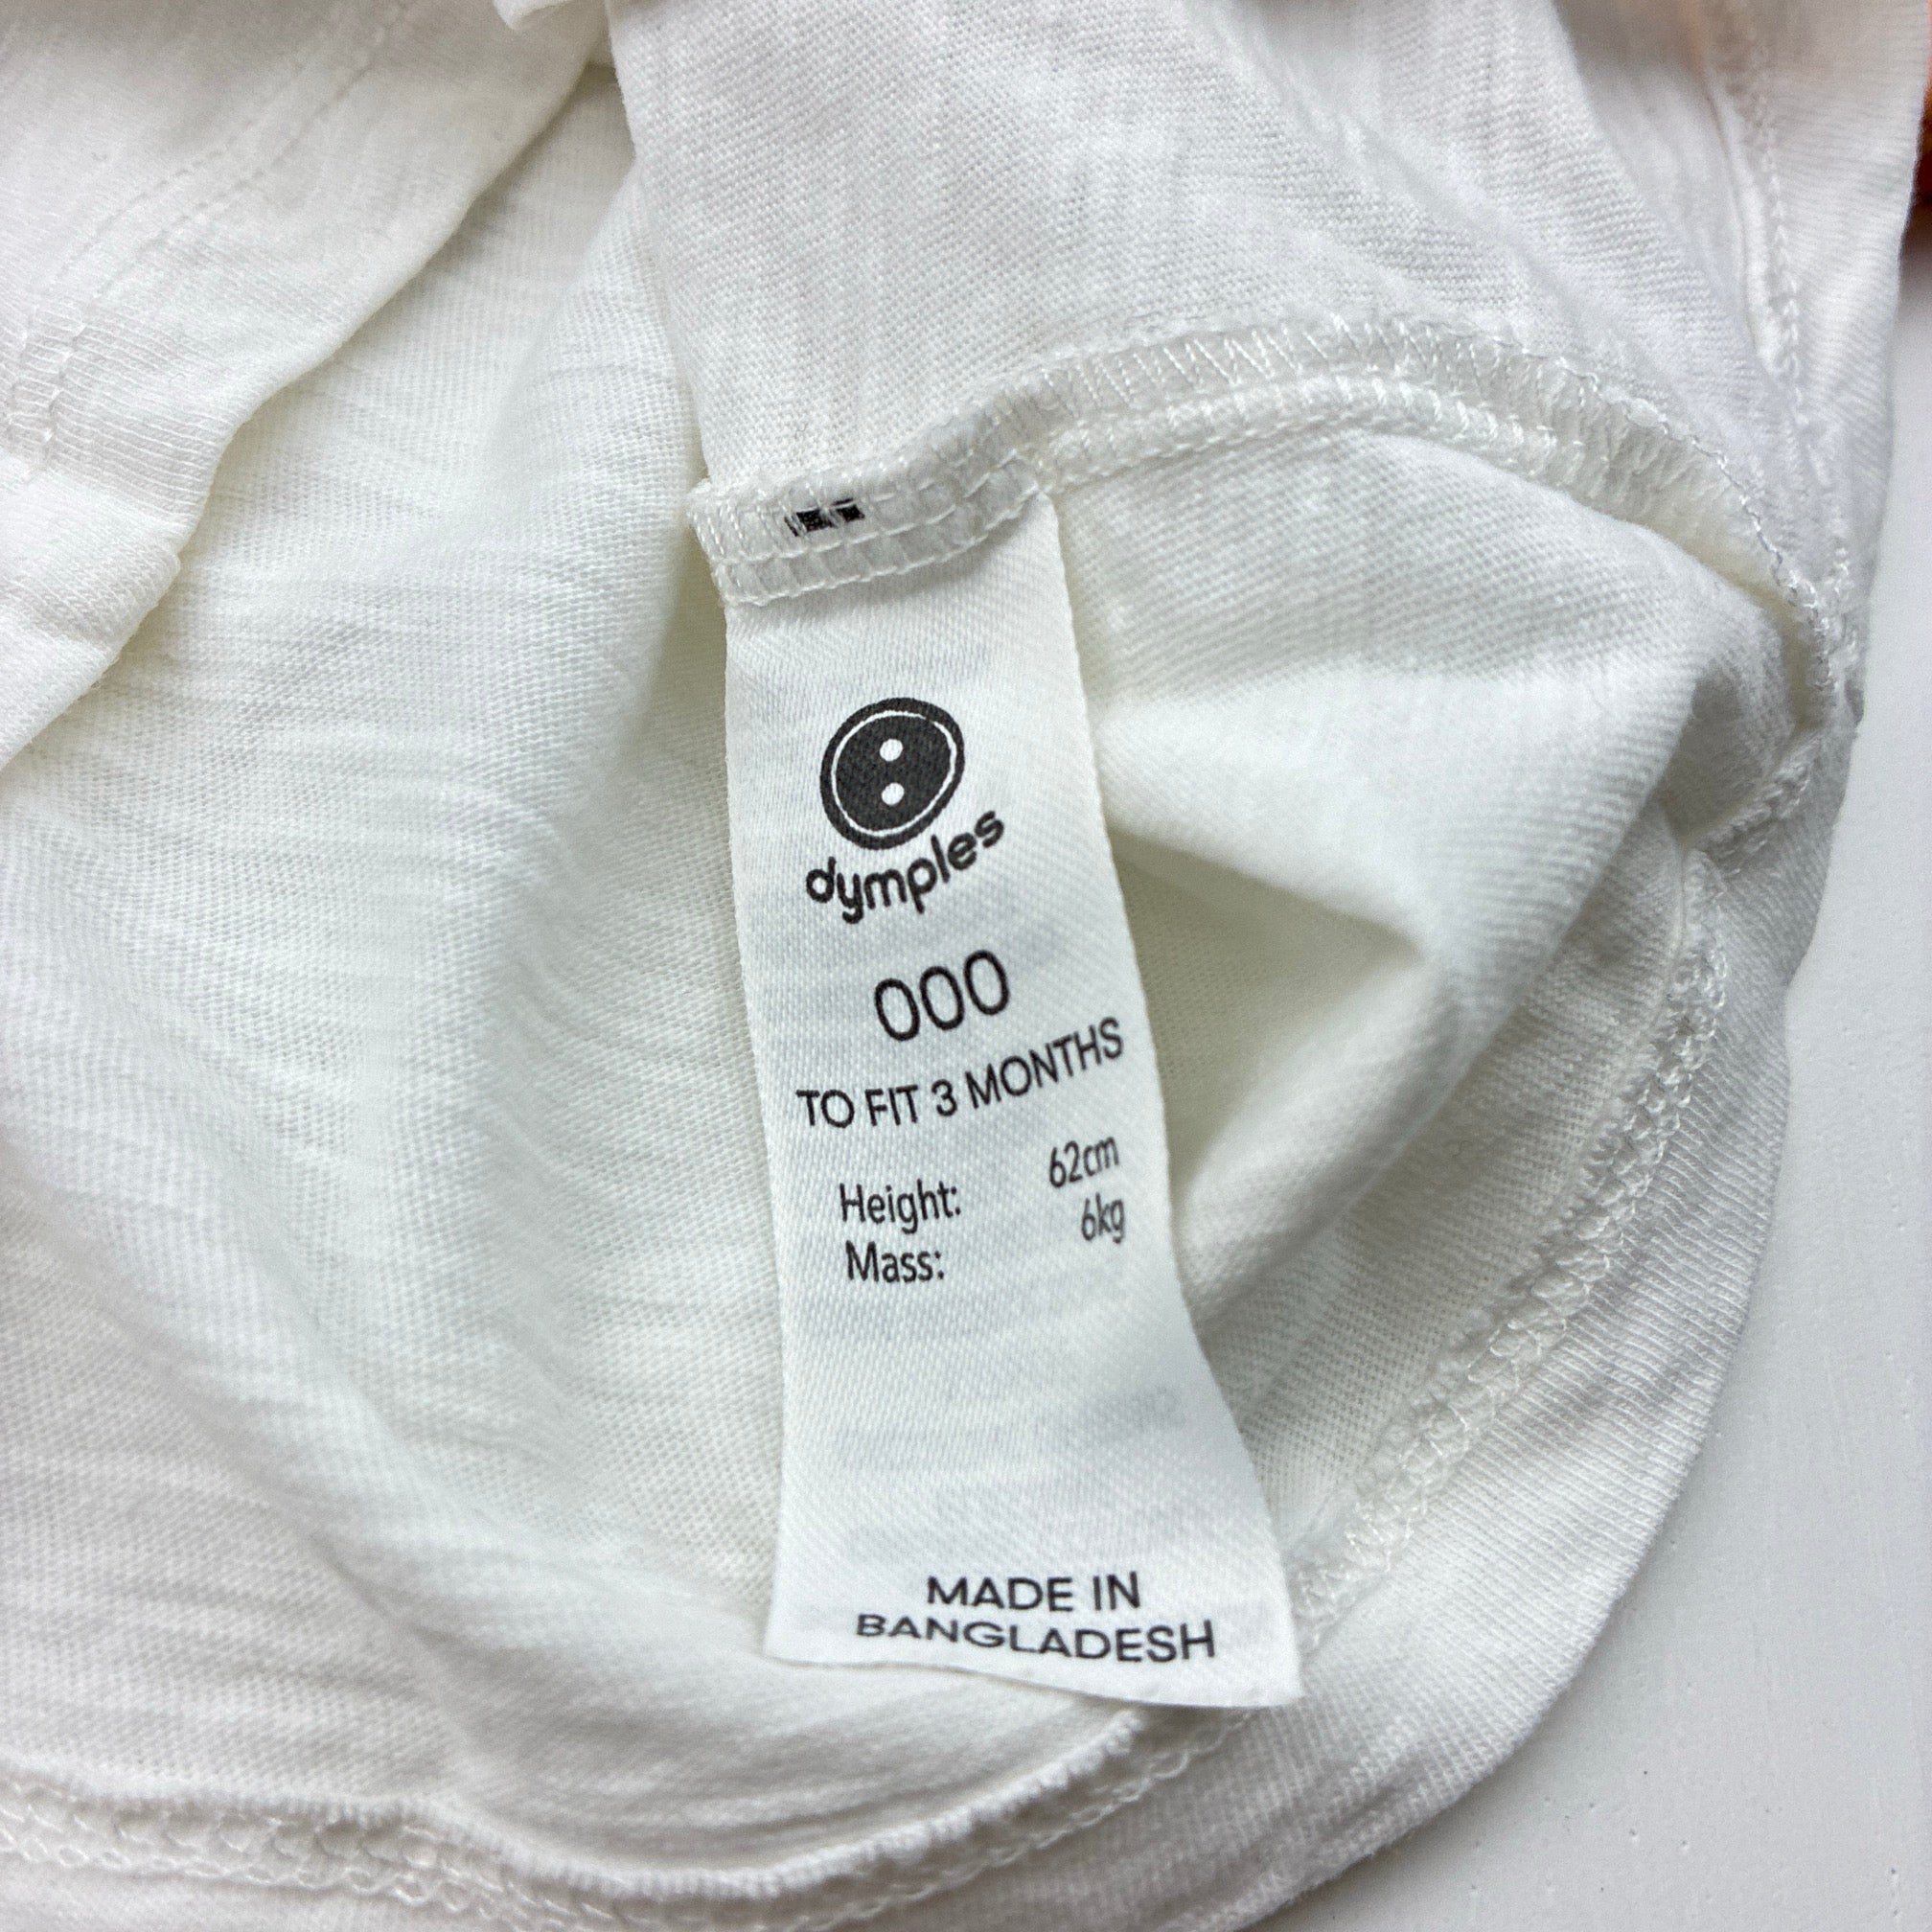 dymples
000
TO FIT 3 MONTHS
Height: 62cm
Mass: 6kg
MADE IN
BANGLADESH